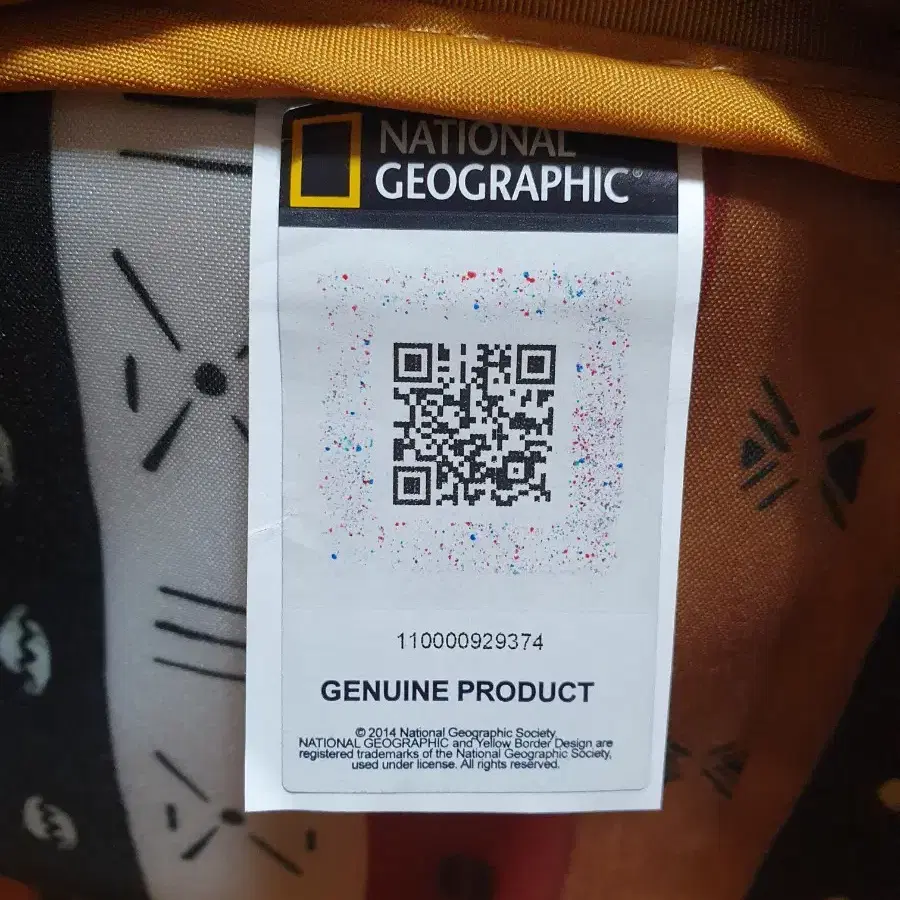 NATIONAL
GEOGRAPHIC®
110000929374
GENUINE PRODUCT
© 2014 National Geographic Society.
NATIONAL GEOGRAPHIC and Yellow Border Design are
registered trademarks of the National Geographic Society,
used under license. All rights reserved.